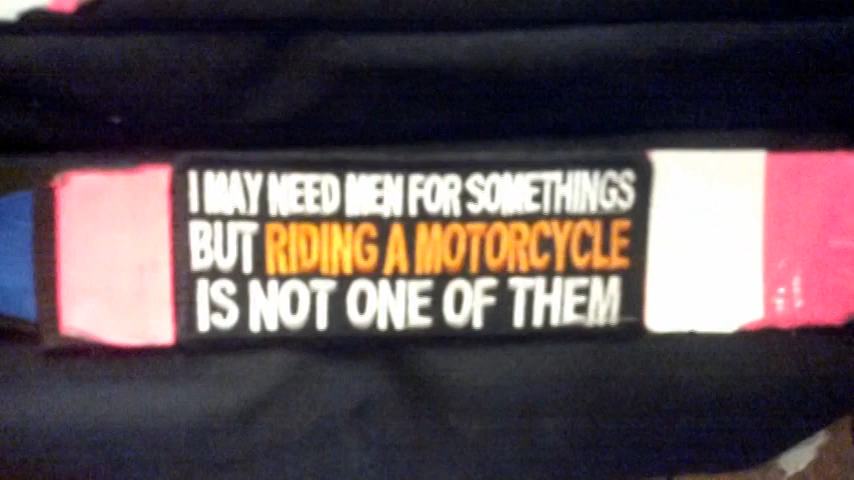 I MAY NEED MEN FOR SOMETHINGS
BUT RIDING A MOTORCYCLE
IS NOT ONE OF THEM